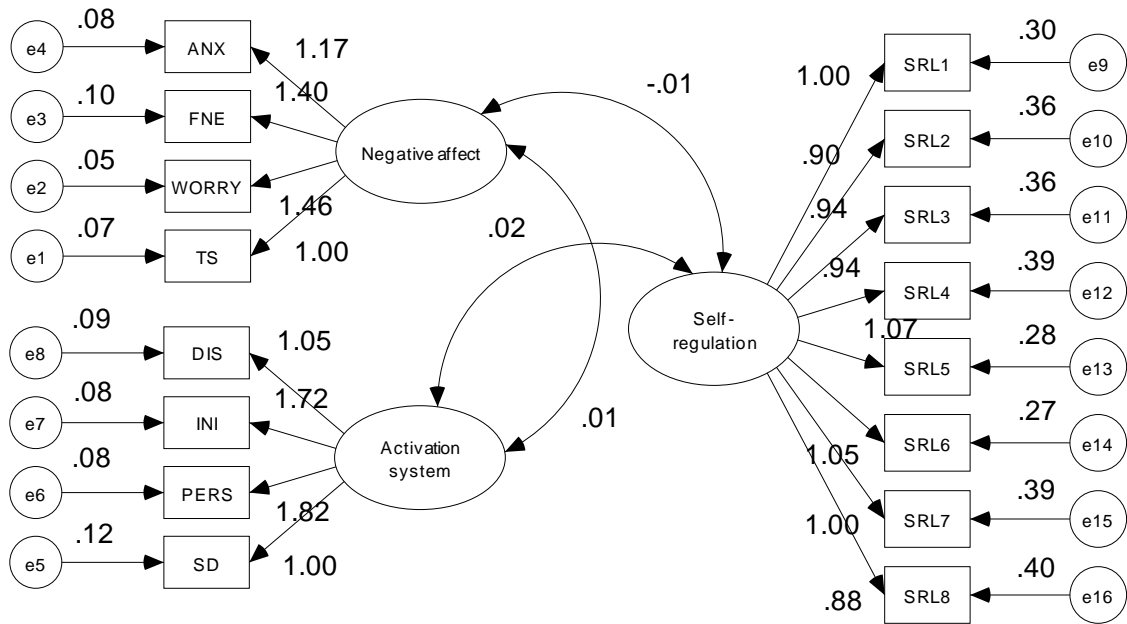 .08
e4
ANX
1.17
.10
e3
FNE
1.40
.05
e2
WORRY
1.46
.07
e1
TS
1.00
Negative affect
.09
e8
DIS
1.05
.08
e7
INI
1.72
.08
e6
PERS
1.82
.12
e5
SD
1.00
Activation
system
-.01
.02
.01
Self-
regulation
1.00
SRL1
.30
e9
.90
SRL2
.36
e10
.94
SRL3
.36
e11
.94
SRL4
.39
e12
1.07
SRL5
.28
e13
1.05
SRL6
.27
e14
1.00
SRL7
.39
e15
.88
SRL8
.40
e16